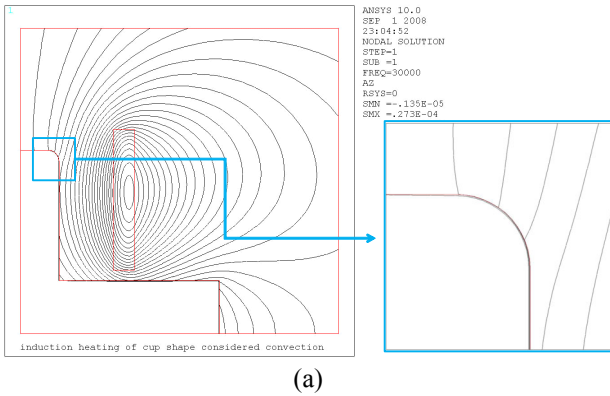 1
ANSYS 10.0
SEP 1 2008
23:04:52
NODAL SOLUTION
STEP=1
SUB =1
FREQ=30000
AZ
RSYS=0
SMN =-.135E-05
SMX =.273E-04
induction heating of cup shape considered convection
(a)